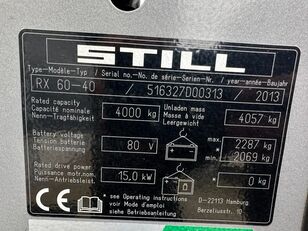 STILL
Type-Modèle-Typ / Serial no.-No. de série-Serien-Nr. / year-année-Baujahr
RX 60-40 / 516327D00313 / 2013
Rated capacity
Capacité nominale
Nenn-Tragfähigkeit
4000 kg
Unladen mass
Masse à vide
Leergewicht
4057 kg
Battery voltage
Tension batterie
Batteriespannung
80 V
max. 2287 kg
min. 2069 kg
Rated drive power
Puissance motr.nom.
Nenn-Antriebsleist.
15.0 kW
* 0 kg
* see Operating instructions
voir Mode d'emploi
siehe Betriebsanleitung
D-22113 Hamburg
Berzeliusstr. 10